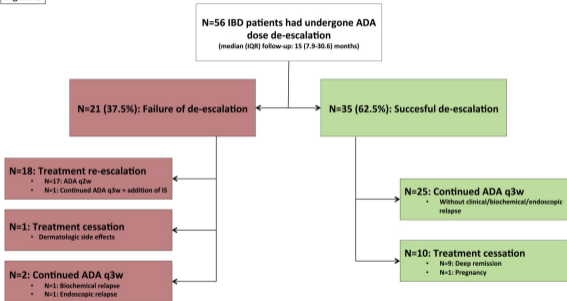 N=56 IBD patients had undergone ADA
dose de-escalation
(median (IQR) follow-up: 15 (7.9-30.6) months)
N=21 (37.5%): Failure of de-escalation
N=35 (62.5%): Succesful de-escalation
N=18: Treatment re-escalation
• N=17: ADA q2w
• N=1: Continued ADA q3w + addition of IS
N=1: Treatment cessation
• Dermatologic side effects
N=2: Continued ADA q3w
• N=1: Biochemical relapse
• N=1: Endoscopic relapse
N=25: Continued ADA q3w
• Without clinical/biochemical/endoscopic
relapse
N=10: Treatment cessation
• N=9: Deep remission
• N=1: Pregnancy